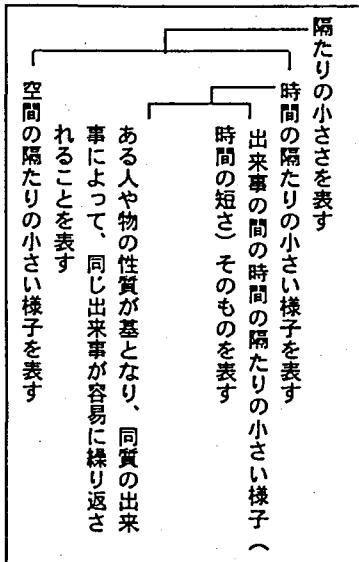 隔たりの小ささを表す
時間の隔たりの小さい様子を表す
出来事の間の時間の隔たりの小さい様子（
時間の短さ）そのものを表す
ある人や物の性質が基となり、同質の出来
事によって、同じ出来事が容易に繰り返さ
れることを表す
空間の隔たりの小さい様子を表す